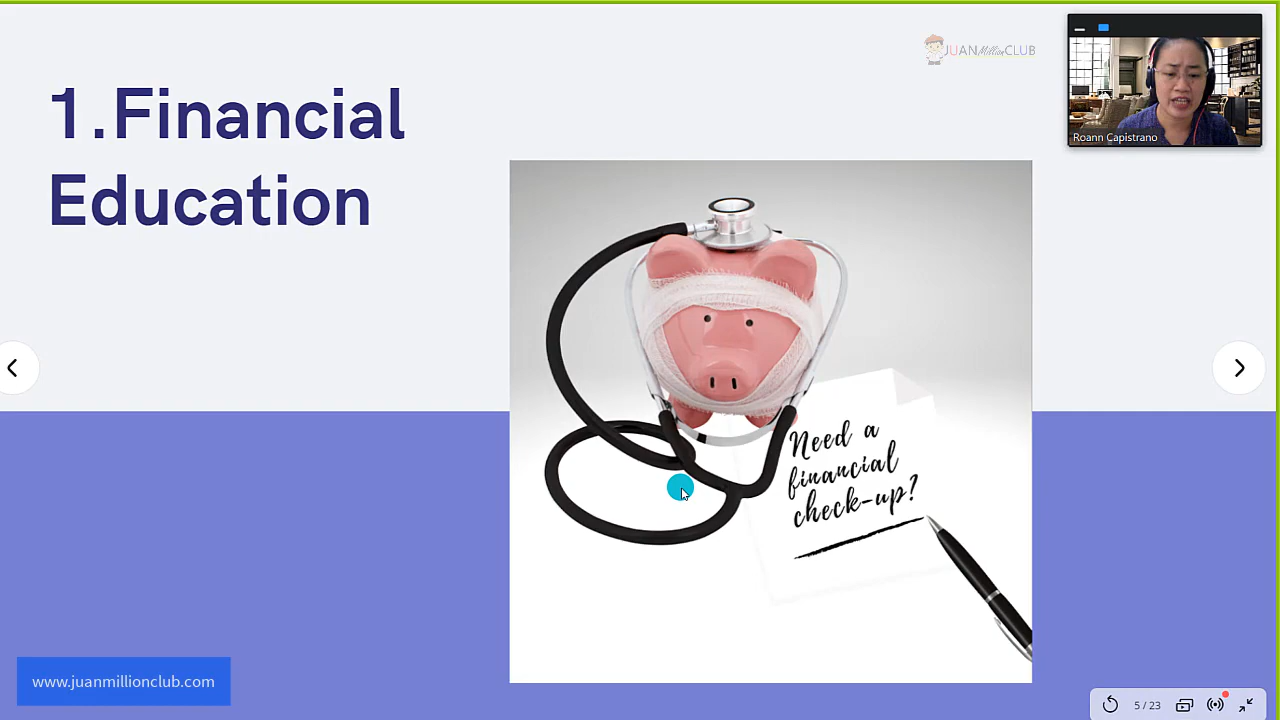 JUANMillionCLUB
1.Financial
Education
Roann Capistrano
Need a
financial
check-up?
www.juanmillionclub.com
5 / 23